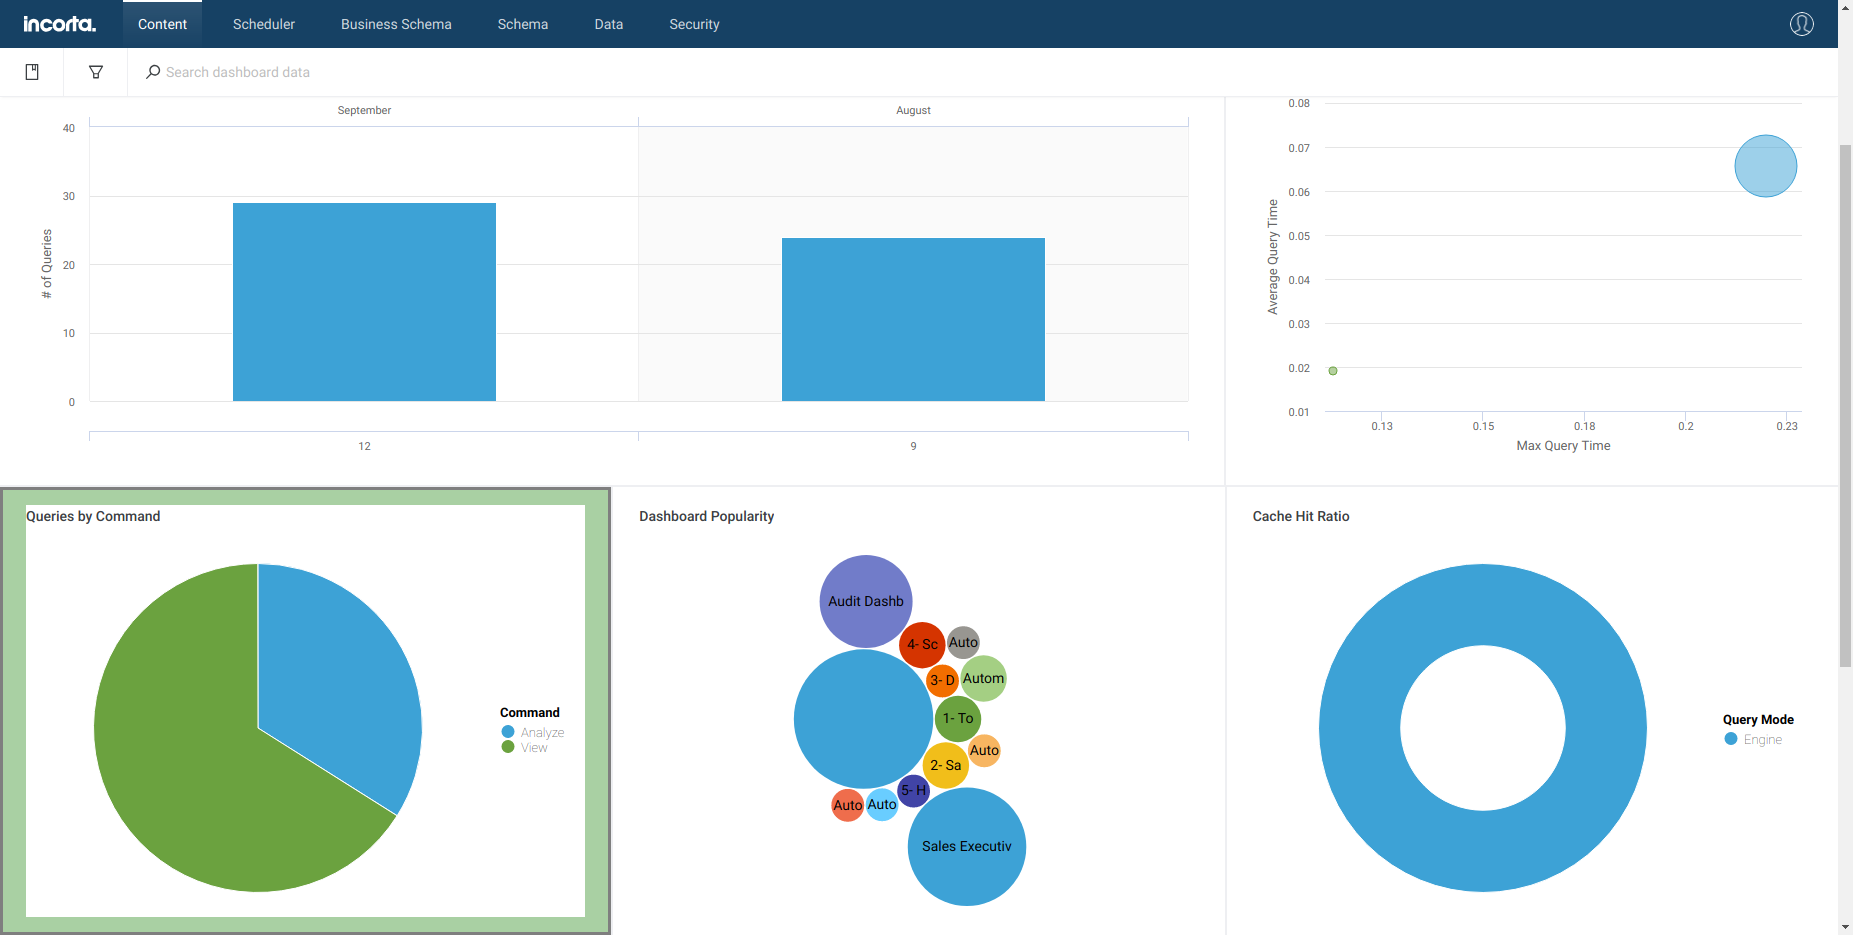 incorta. Content Scheduler Business Schema Schema Data Security
Search dashboard data
September August
40
30
20
10
0
# of Queries
12 9
0.08
0.07
0.06
0.05
0.04
0.03
0.02
0.01
Average Query Time
0.13 0.15 0.18 0.2 0.23
Max Query Time
Queries by Command
Command
Analyze
View
Dashboard Popularity
Audit Dashb
4- Sc
Auto
3- D
Autom
1- To
Auto
2- Sa
5- H
Auto
Auto
Sales Executiv
Cache Hit Ratio
Query Mode
Engine